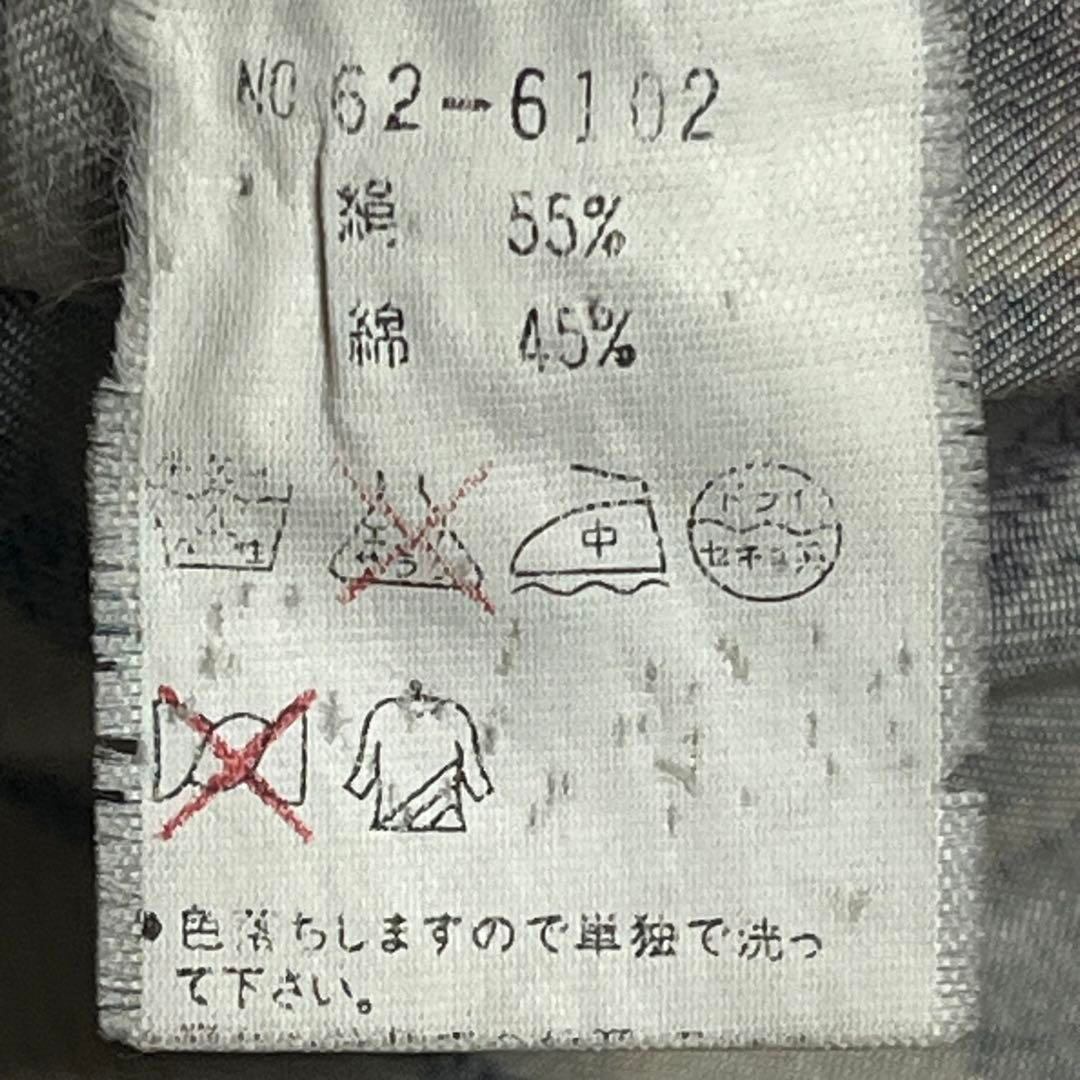 NO 62-6102
絹 55%
綿 45%
中
ドライ
セキユ系
• 色落ちしますので単独で洗っ
て下さい。